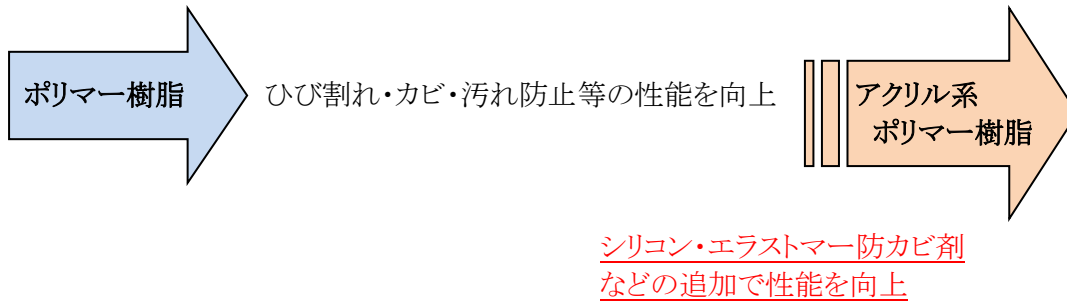 ポリマー樹脂
ひび割れ・カビ・汚れ防止等の性能を向上
アクリル系
ポリマー樹脂
シリコン・エラストマー防カビ剤
などの追加で性能を向上